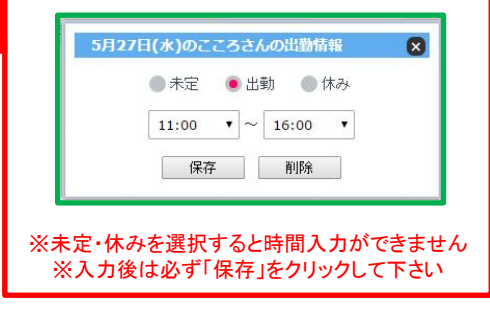 5月27日(水)のこころさんの出勤情報
未定 出勤 休み
11:00 ～ 16:00
保存 削除
※未定・休みを選択すると時間入力ができません
※入力後は必ず「保存」をクリックして下さい